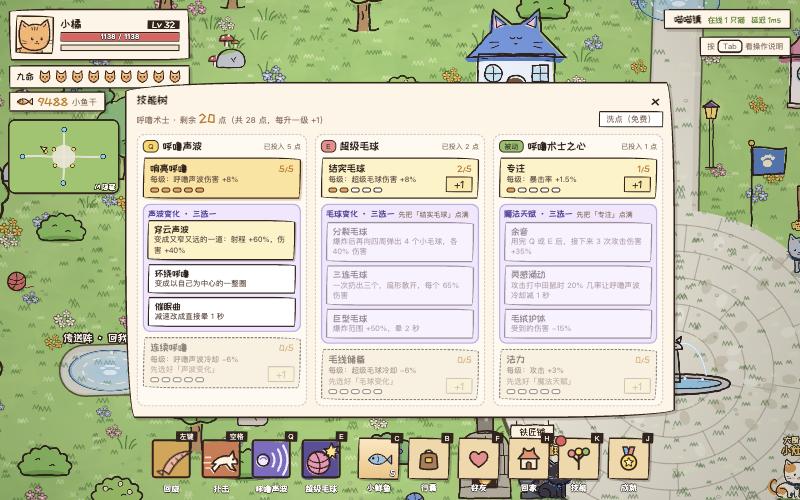 小橘 Lv 32
1138 / 1138
九命
9488 小鱼干
喵喵镇 在线 1 只猫 延迟 1ms
按 Tab 看操作说明
技能树
×
呼噜术士 · 剩余 20 点（共 28 点，每升一级 +1）
洗点（免费）
Q 呼噜声波 已投入 5 点
响亮呼噜 5/5
每级：呼噜声波伤害 +8%
声波变化 · 三选一
穿云声波
变成又窄又远的一道：射程 +60%，伤
害 +40%
环绕呼噜
变成以自己为中心的一整圈
催眠曲
减速改成直接晕 1 秒
连续呼噜 0/5
每级：呼噜声波冷却 -6%
先选好「声波变化」
+1
E 超级毛球 已投入 2 点
结实毛球 2/5
每级：超级毛球伤害 +8%
+1
毛球变化 · 三选一 先把「结实毛球」点满
分裂毛球
爆炸后再向四周弹出 4 个小毛球，各
40% 伤害
三连毛球
一次扔出三个，扇形散开，每个 65%
伤害
巨型毛球
爆炸范围 +50%，晕 2 秒
毛线储备 0/5
每级：超级毛球冷却 -6%
先选好「毛球变化」
+1
被动 呼噜术士之心 已投入 1 点
专注 1/5
每级：暴击率 +1.5%
+1
魔法天赋 · 三选一 先把「专注」点满
余音
用完 Q 或 E 后，接下来 3 次攻击伤害
+35%
灵感涌动
攻击打中田鼠时 20% 几率让呼噜声波
冷却减 1 秒
毛绒护体
受到的伤害 -15%
法力 0/5
每级：攻击 +3%
先选好「魔法天赋」
+1
铁匠铺
左键
空格
Q
E
C
B
F
H
K
J
5
扑击
呼噜声波
超级毛球
小鲜鱼
行囊
好友
回家
技能
成就